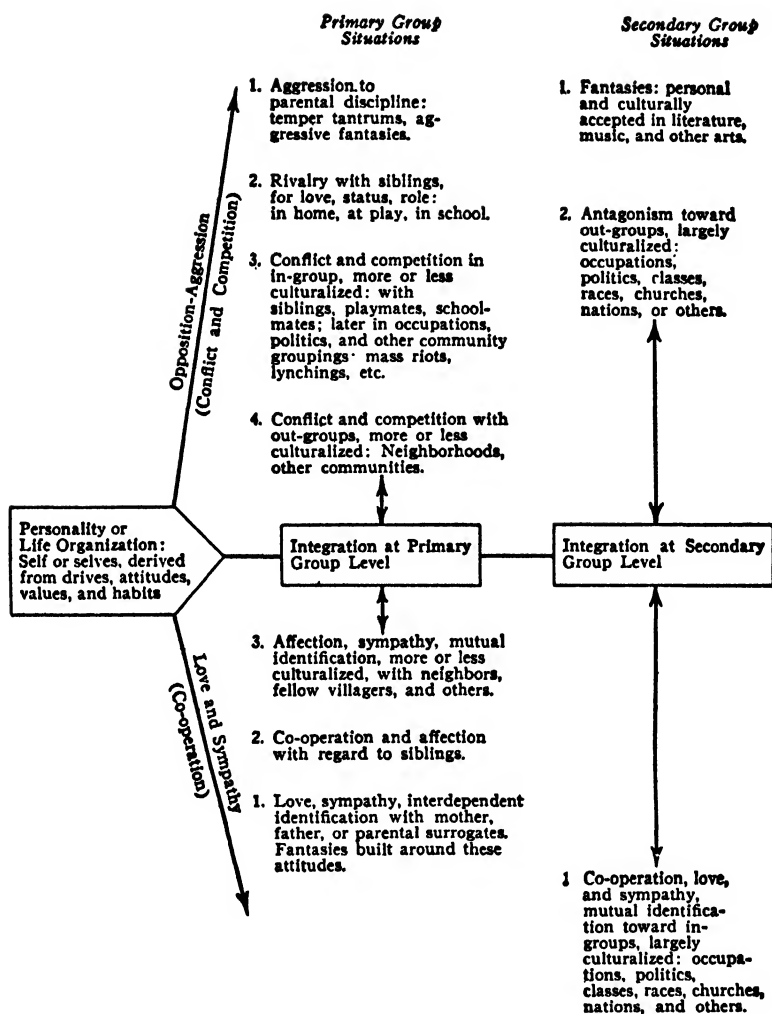 Primary Group
Situations
Secondary Group
Situations
1. Aggression to
parental discipline:
temper tantrums, ag-
gressive fantasies.
2. Rivalry with siblings,
for love, status, role:
in home, at play, in school.
3. Conflict and competition in
in-group, more or less
culturalized: with
siblings, playmates, school-
mates; later in occupations,
politics, and other community
groupings· mass riots,
lynchings, etc.
4. Conflict and competition with
out-groups, more or less
culturalized: Neighborhoods,
other communities.
1. Fantasies: personal
and culturally
accepted in literature,
music, and other arts.
2. Antagonism toward
out-groups, largely
culturalized:
occupations,
politics, classes,
races, churches,
nations, or others.
Opposition-Aggression
(Conflict and Competition)
Personality or
Life Organization:
Self or selves, derived
from drives, attitudes,
values, and habits
Integration at Primary
Group Level
Integration at Secondary
Group Level
Love and Sympathy
(Co-operation)
3. Affection, sympathy, mutual
identification, more or less
culturalized, with neighbors,
fellow villagers, and others.
2. Co-operation and affection
with regard to siblings.
1. Love, sympathy, interdependent
identification with mother,
father, or parental surrogates.
Fantasies built around these
attitudes.
1 Co-operation, love,
and sympathy,
mutual identifica-
tion toward in-
groups, largely
culturalized: occupa-
tions, politics,
classes, races, churches,
nations, and others.